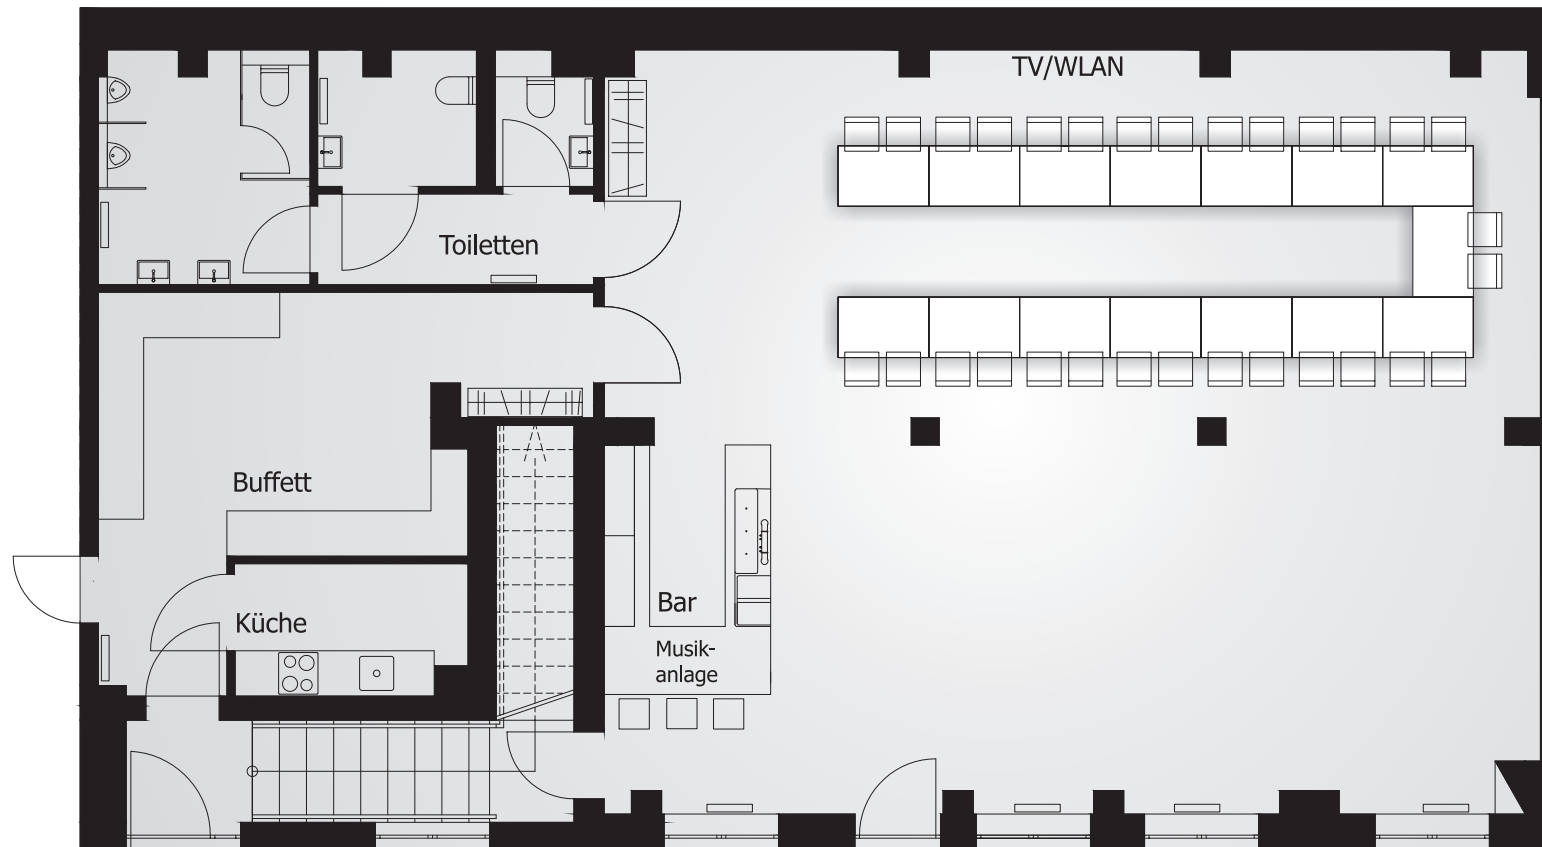 TV/WLAN
Toiletten
Buffett
Küche
Bar
Musik-
anlage